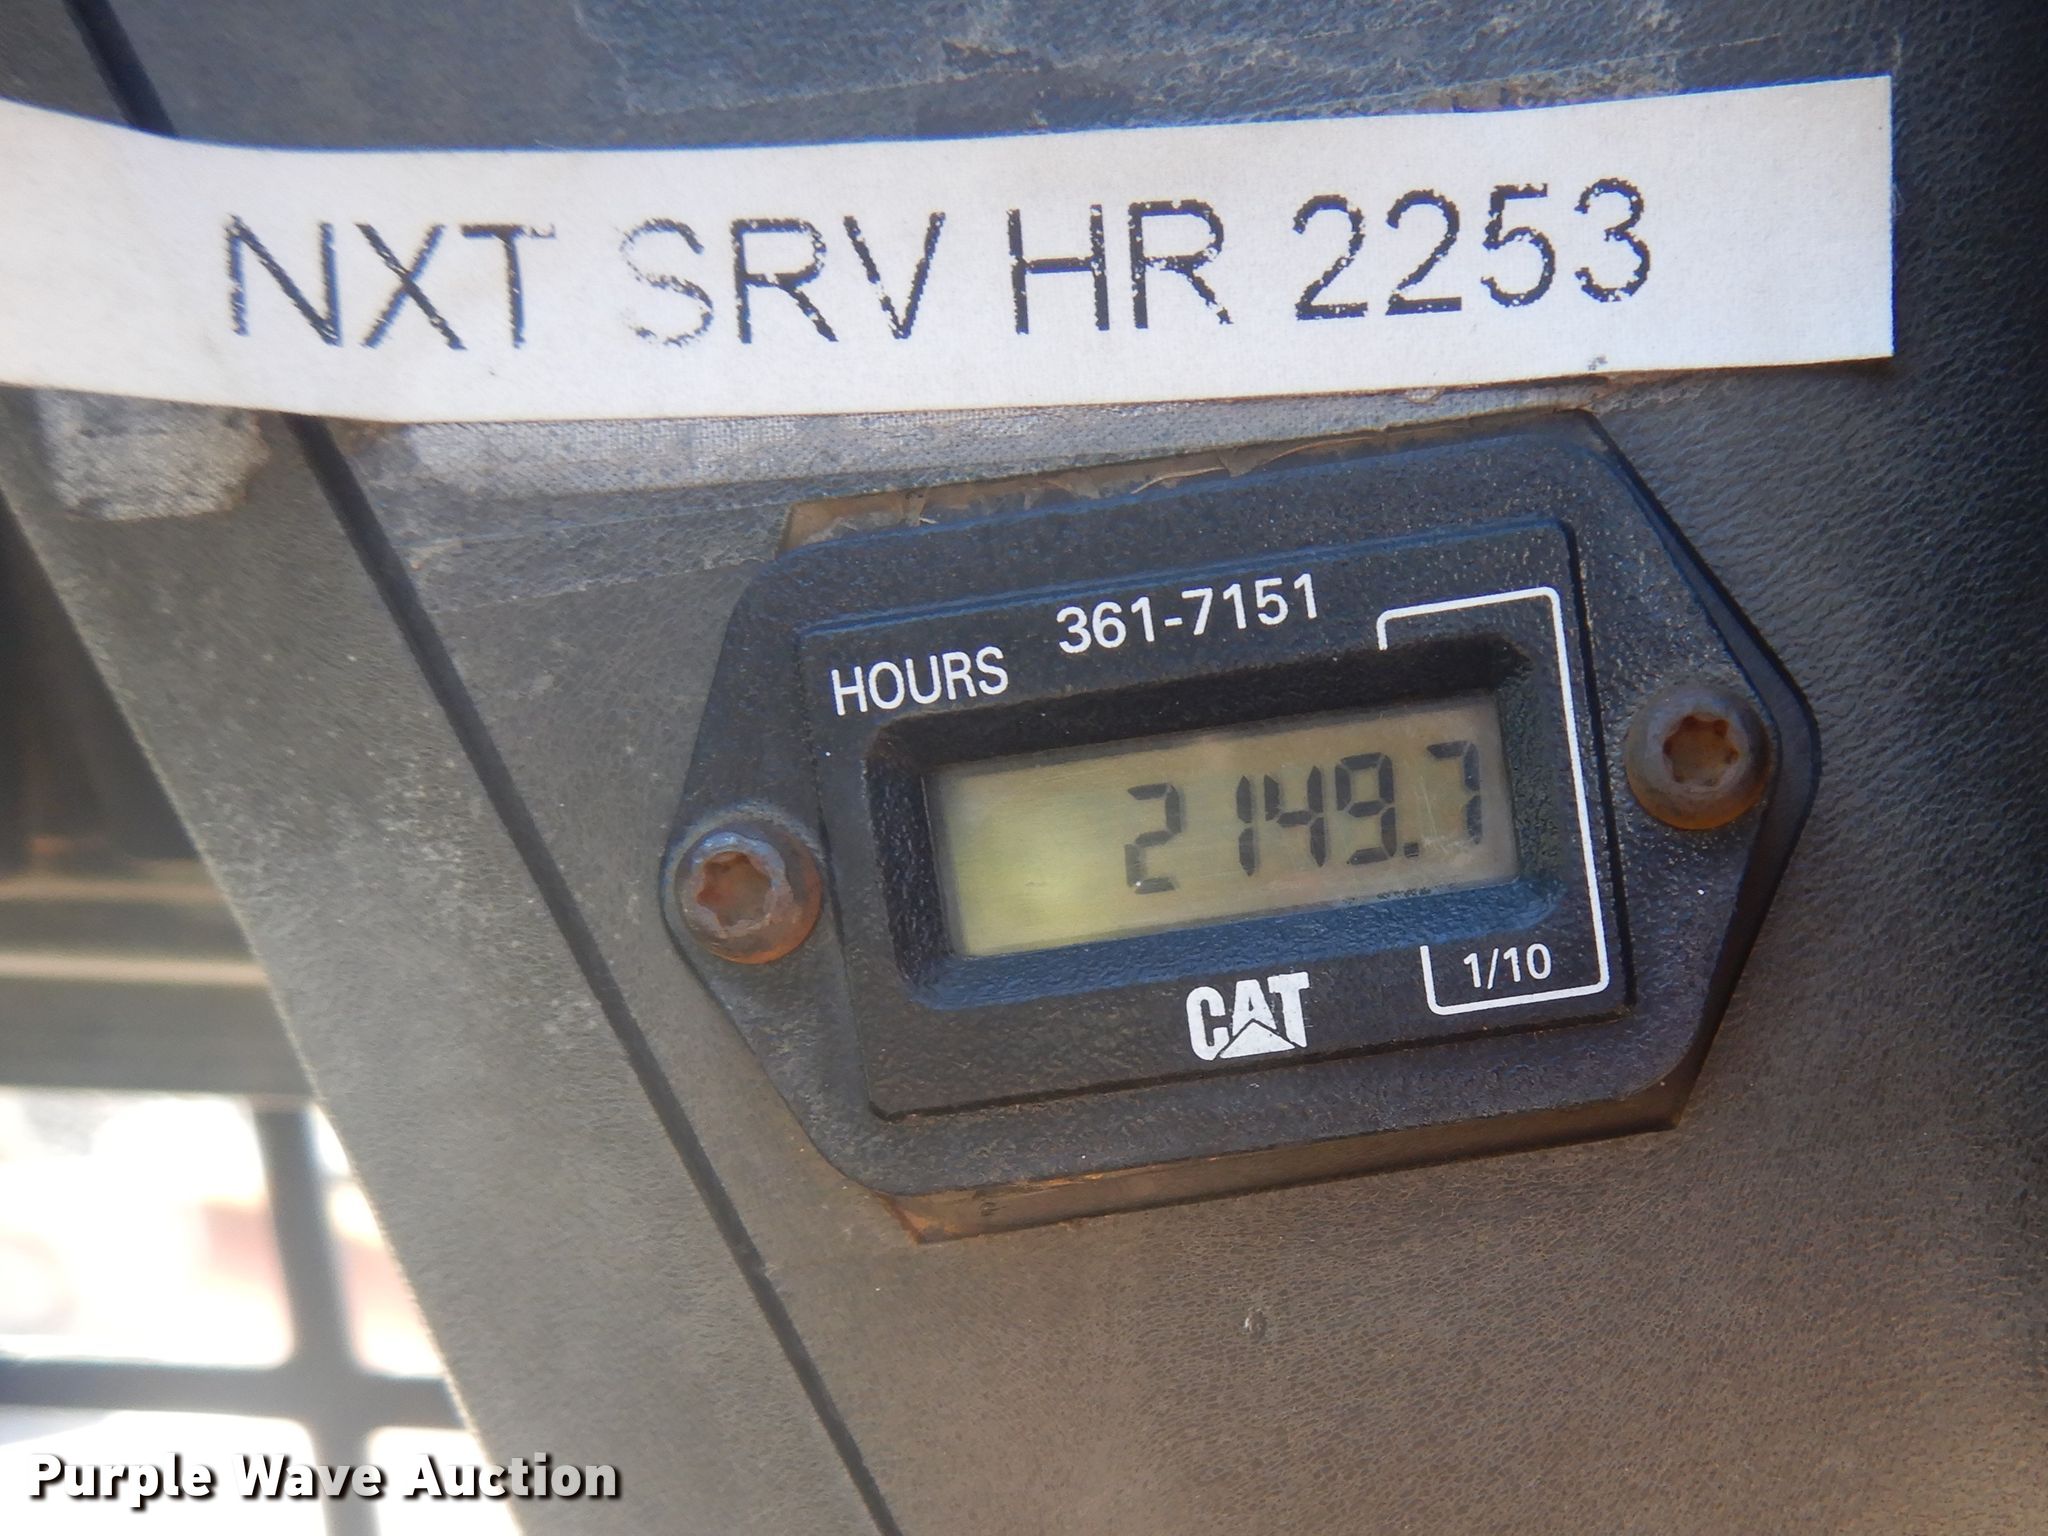 NXT SRV HR 2253
HOURS 361-7151
2149.7
1/10
CAT
Purple Wave Auction